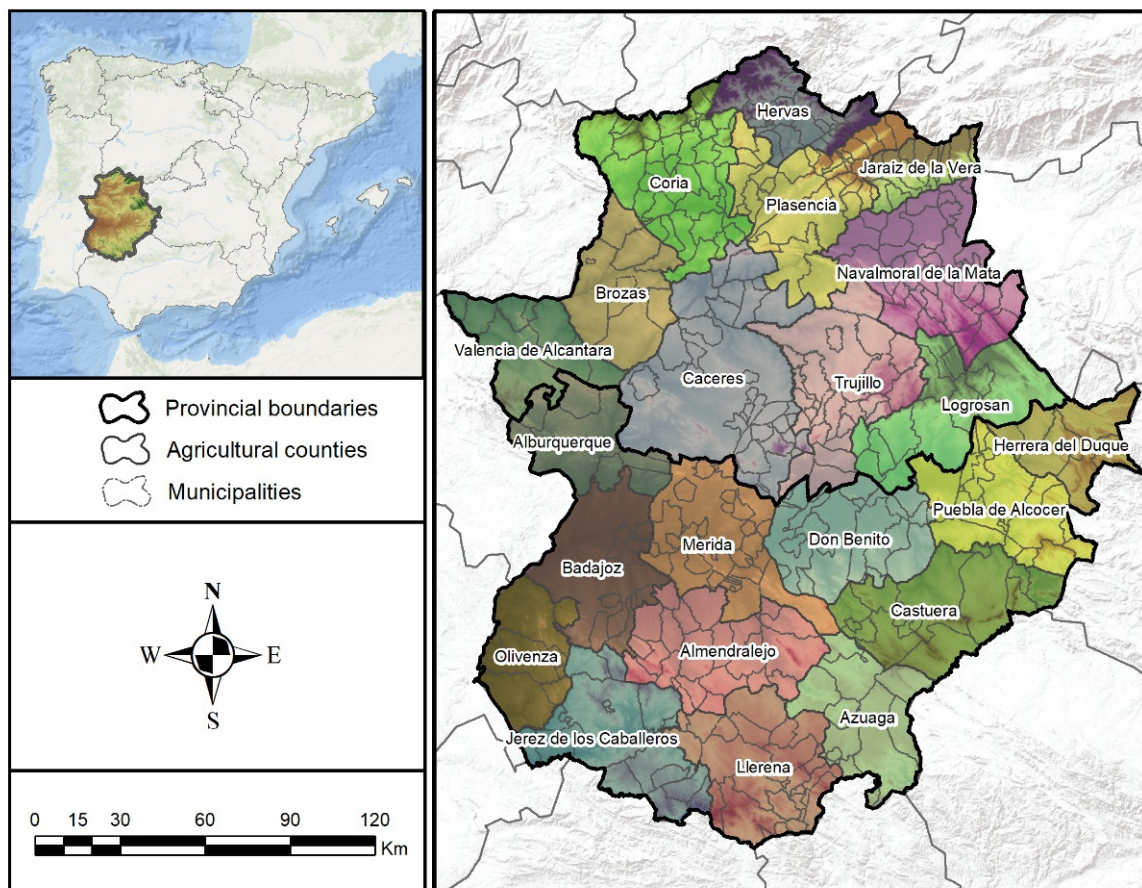 Provincial boundaries
Agricultural counties
Municipalities
N
W E
S
0 15 30 60 90 120
Km
Hervas
Jaraiz de la Vera
Coria
Plasencia
Navalmoral de la Mata
Brozas
Valencia de Alcantara
Caceres
Trujillo
Logrosan
Alburquerque
Herrera del Duque
Puebla de Alcocer
Don Benito
Merida
Badajoz
Castuera
Olivenza
Almendralejo
Azuaga
Jerez de los Caballeros
Llerena